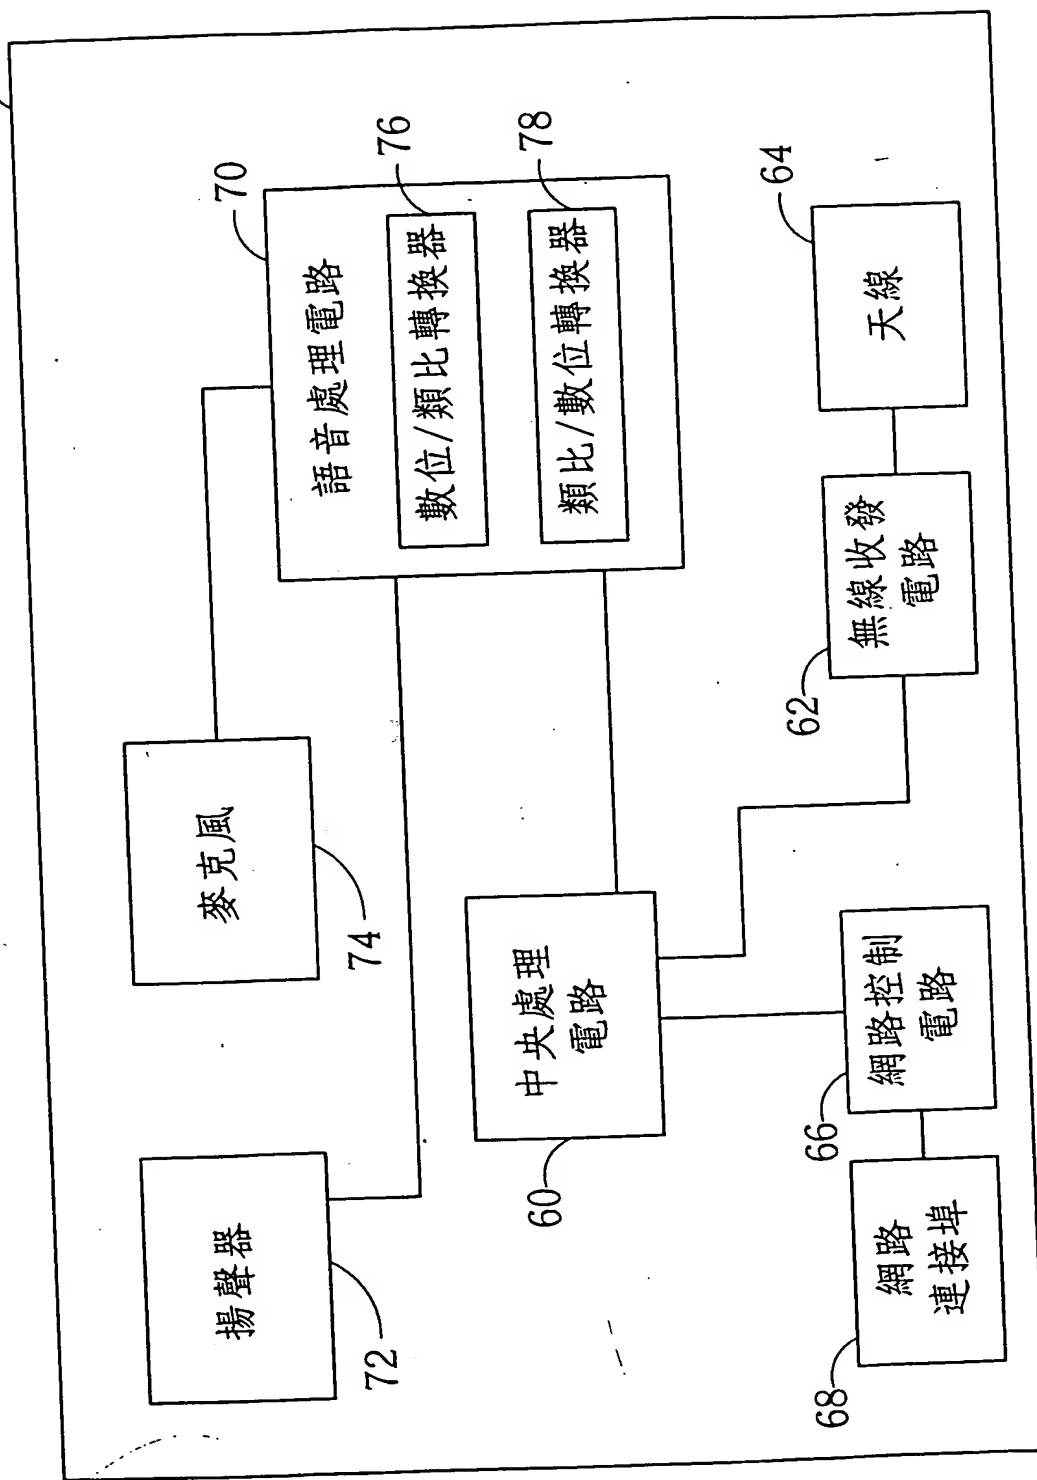 揚聲器
72
麥克風
74
語音處理電路
70
數位/類比轉換器
76
類比/數位轉換器
78
中央處理
電路
60
網路
連接埠
68
網路控制
電路
66
無線收發
電路
62
天線
64